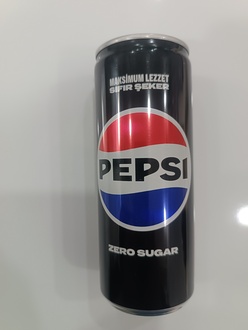 MAKSİMUM LEZZET
SIFIR ŞEKER
PEPSI
ZERO SUGAR